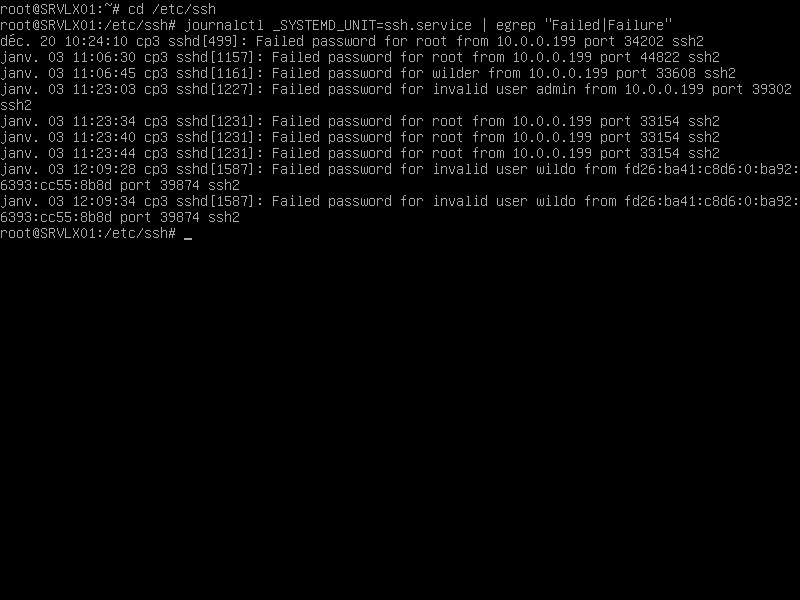 root@SRVLX01:~# cd /etc/ssh
root@SRVLX01:/etc/ssh# journalctl _SYSTEMD_UNIT=ssh.service | egrep "Failed|Failure"
déc. 20 10:24:10 cp3 sshd[499]: Failed password for root from 10.0.0.199 port 34202 ssh2
janv. 03 11:06:30 cp3 sshd[1157]: Failed password for root from 10.0.0.199 port 44822 ssh2
janv. 03 11:06:45 cp3 sshd[1161]: Failed password for wilder from 10.0.0.199 port 33608 ssh2
janv. 03 11:23:03 cp3 sshd[1227]: Failed password for invalid user admin from 10.0.0.199 port 39302
ssh2
janv. 03 11:23:34 cp3 sshd[1231]: Failed password for root from 10.0.0.199 port 33154 ssh2
janv. 03 11:23:40 cp3 sshd[1231]: Failed password for root from 10.0.0.199 port 33154 ssh2
janv. 03 11:23:44 cp3 sshd[1231]: Failed password for root from 10.0.0.199 port 33154 ssh2
janv. 03 12:09:28 cp3 sshd[1587]: Failed password for invalid user wildo from fd26:ba41:c8d6:0:ba92:
6393:cc55:8b8d port 39874 ssh2
janv. 03 12:09:34 cp3 sshd[1587]: Failed password for invalid user wildo from fd26:ba41:c8d6:0:ba92:
6393:cc55:8b8d port 39874 ssh2
root@SRVLX01:/etc/ssh# _